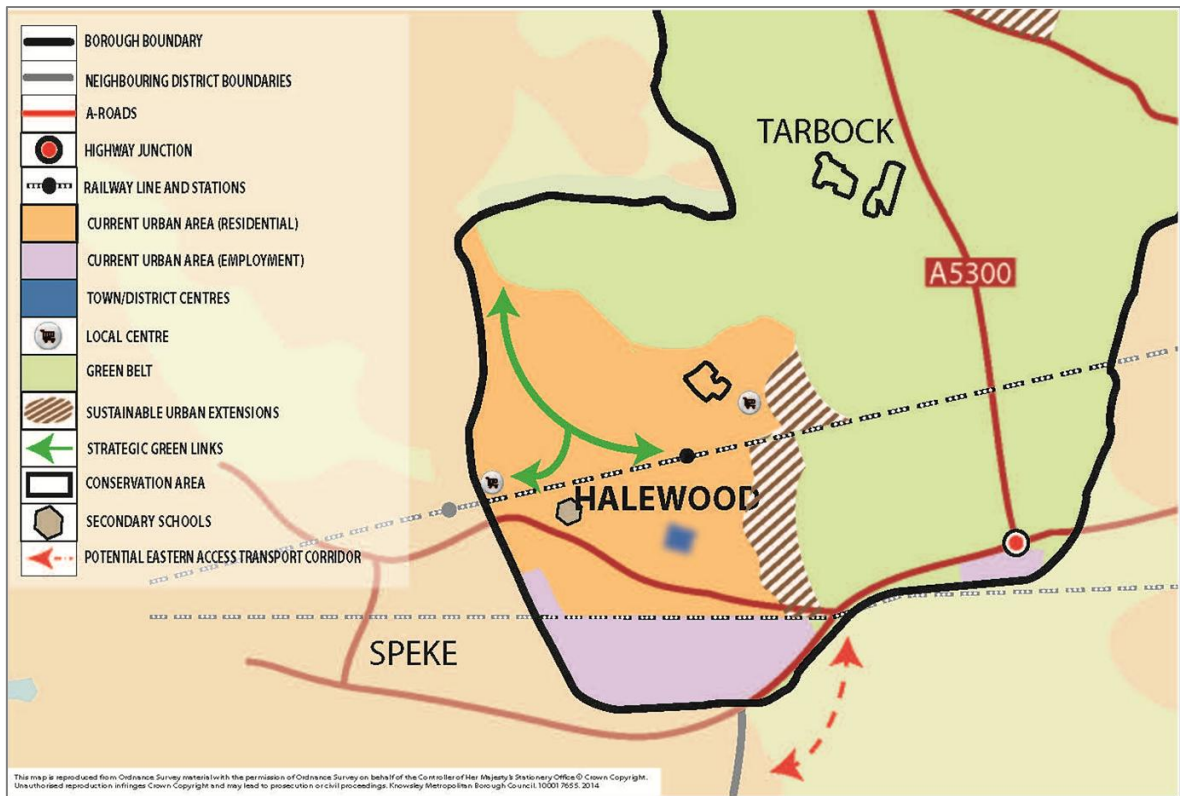 BOROUGH BOUNDARY
NEIGHBOURING DISTRICT BOUNDARIES
A-ROADS
HIGHWAY JUNCTION
RAILWAY LINE AND STATIONS
CURRENT URBAN AREA (RESIDENTIAL)
CURRENT URBAN AREA (EMPLOYMENT)
TOWN/DISTRICT CENTRES
LOCAL CENTRE
GREEN BELT
SUSTAINABLE URBAN EXTENSIONS
STRATEGIC GREEN LINKS
CONSERVATION AREA
SECONDARY SCHOOLS
POTENTIAL EASTERN ACCESS TRANSPORT CORRIDOR
TARBOCK
A5300
HALEWOOD
SPEKE
This map is reproduced from Ordnance Survey material with the permission of Ordnance Survey on behalf of the Controller of Her Majesty's Stationery Office © Crown Copyright.
Unauthorised reproduction infringes Crown Copyright and may lead to prosecution or civil proceedings. Knowsley Metropolitan Borough Council. 100017655. 2014